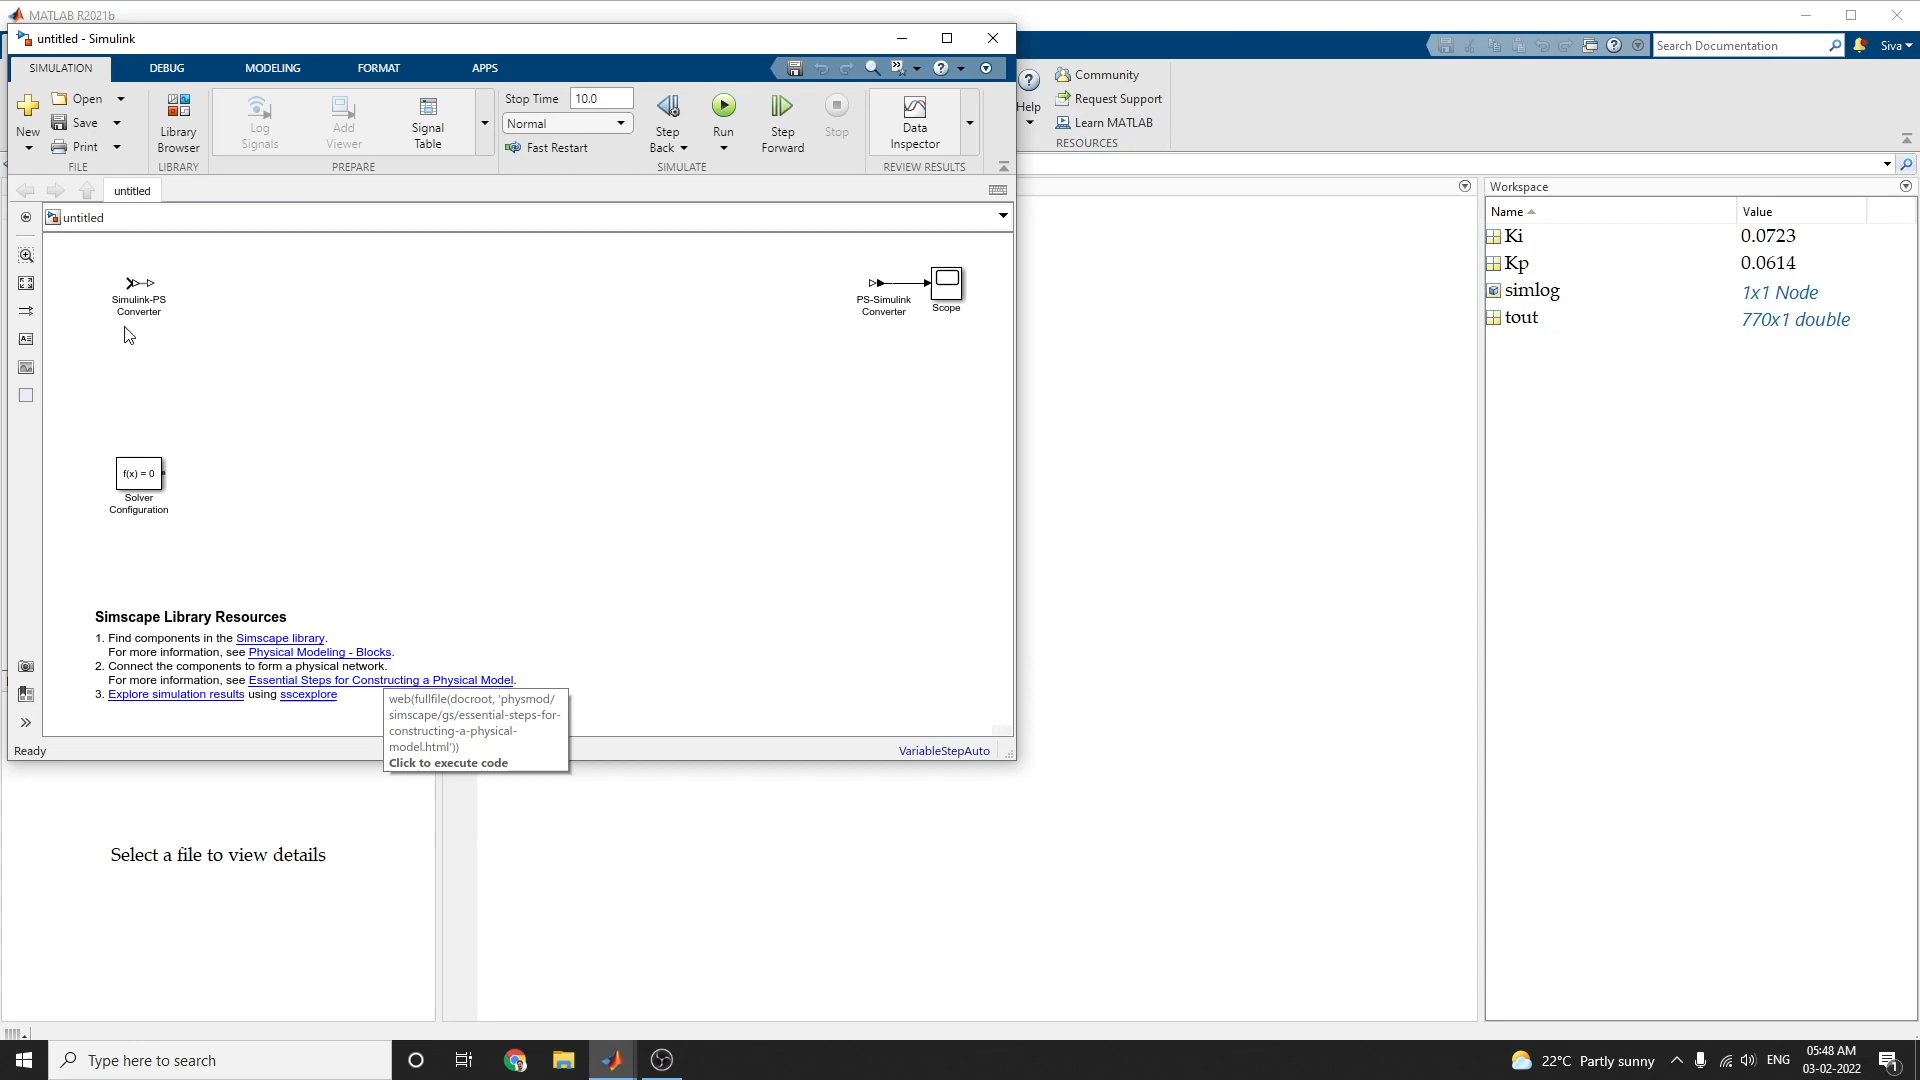 MATLAB R2021b
untitled - Simulink
SIMULATION
DEBUG
MODELING
FORMAT
APPS
Search Documentation
Siva
New
Open
Save
Print
FILE
Library
Browser
LIBRARY
Log
Signals
Add
Viewer
Signal
Table
PREPARE
Stop Time
10.0
Normal
Fast Restart
Step
Back
Run
Step
Forward
Stop
SIMULATE
Data
Inspector
REVIEW RESULTS
Help
Community
Request Support
Learn MATLAB
RESOURCES
untitled
untitled
Workspace
Name
Value
Ki
0.0723
Kp
0.0614
simlog
1x1 Node
tout
770x1 double
Simulink-PS
Converter
PS-Simulink
Converter
Scope
f(x) = 0
Solver
Configuration
Simscape Library Resources
1. Find components in the Simscape library.
For more information, see Physical Modeling - Blocks.
2. Connect the components to form a physical network.
For more information, see Essential Steps for Constructing a Physical Model.
3. Explore simulation results using sscexplore
web(fullfile(docroot, 'physmod/
simscape/gs/essential-steps-for-
constructing-a-physical-
model.html'))
Click to execute code
Ready
VariableStepAuto
Select a file to view details
Type here to search
22°C Partly sunny
ENG
05:48 AM
03-02-2022
1